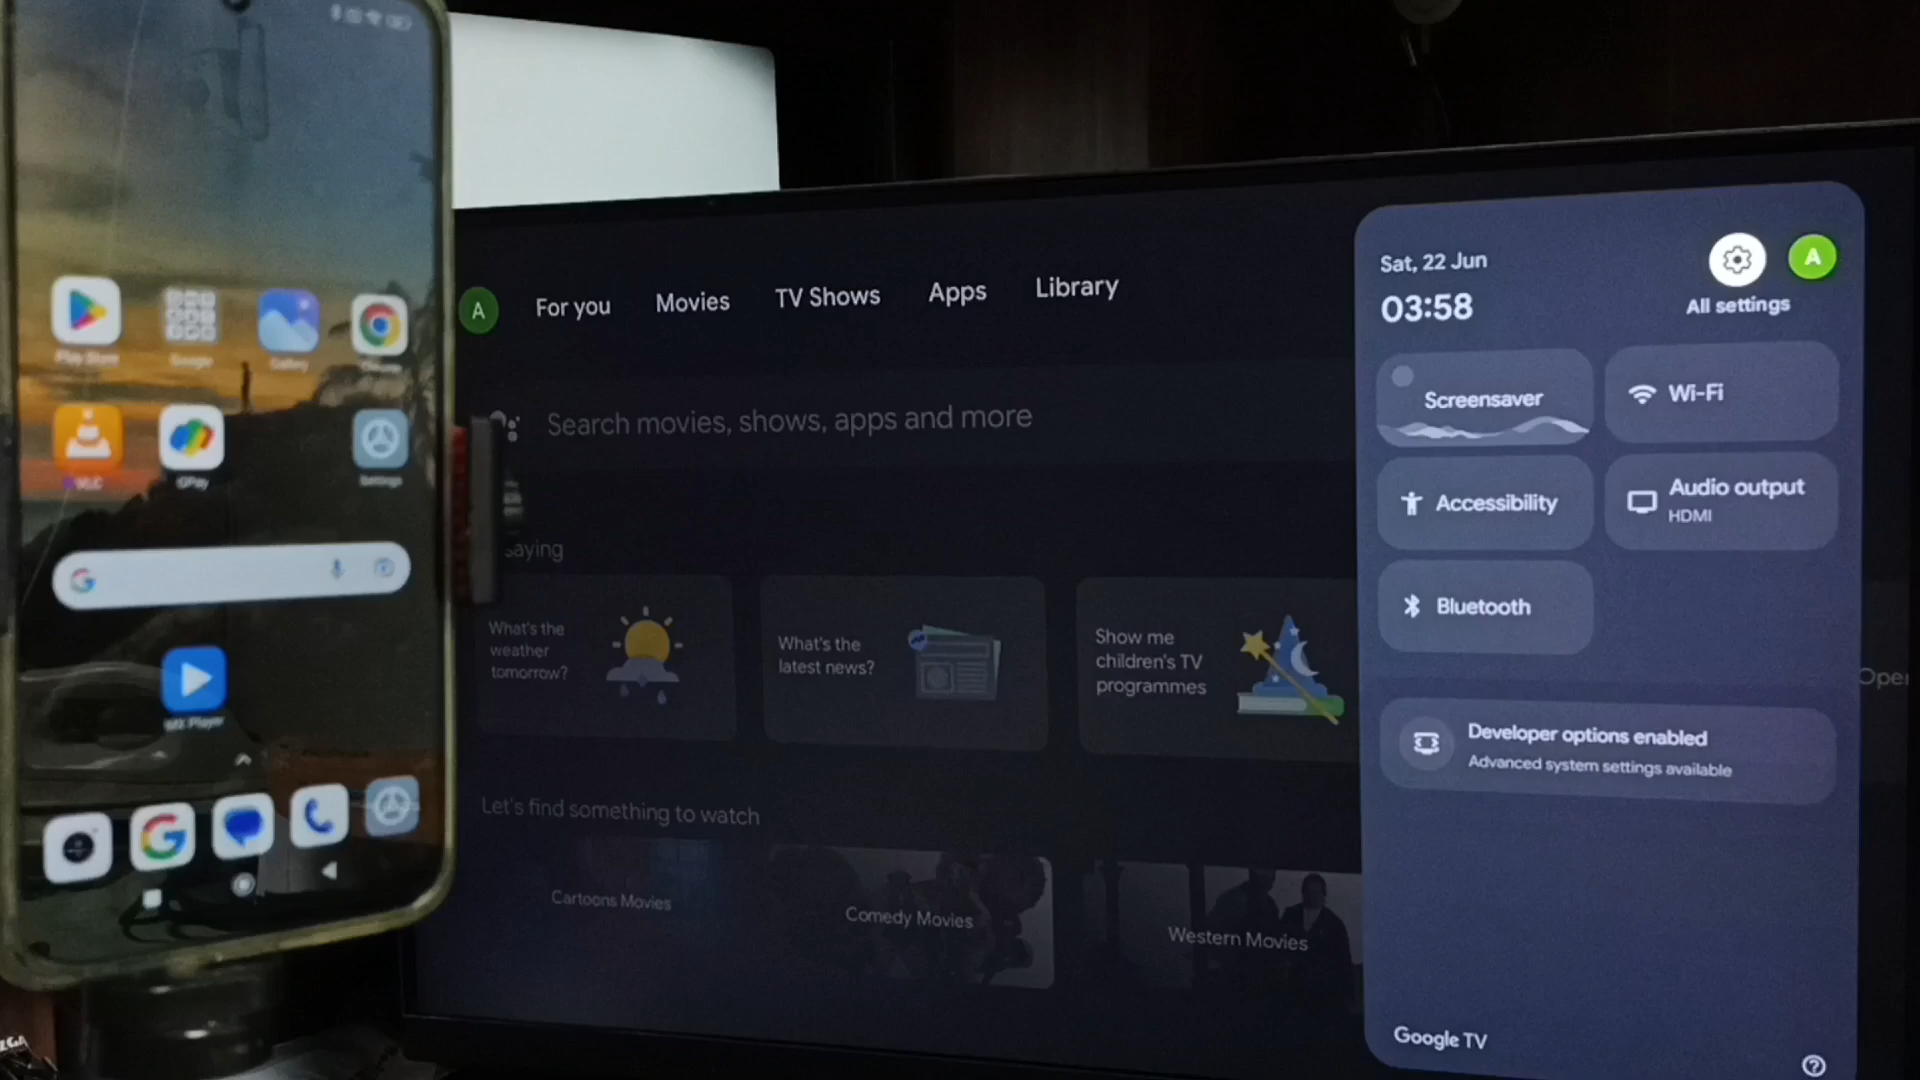 Play Store
Google
Gallery
Chrome
VLC
GPay
Settings
MX Player
A
For you
Movies
TV Shows
Apps
Library
Search movies, shows, apps and more
saying
What's the
weather
tomorrow?
What's the
latest news?
Show me
children's TV
programmes
Let's find something to watch
Cartoons Movies
Comedy Movies
Western Movies
Sat, 22 Jun
03:58
A
All settings
Screensaver
Wi-Fi
Accessibility
Audio output
HDMI
Bluetooth
Developer options enabled
Advanced system settings available
Google TV